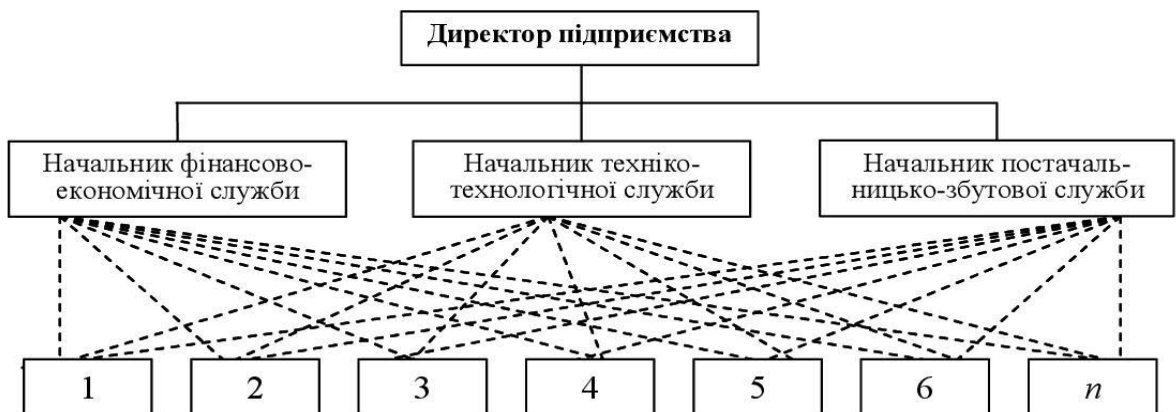 Директор підприємства
Начальник фінансово-
економічної служби
Начальник техніко-
технологічної служби
Начальник постачаль-
ницько-збутової служби
1 2 3 4 5 6 n